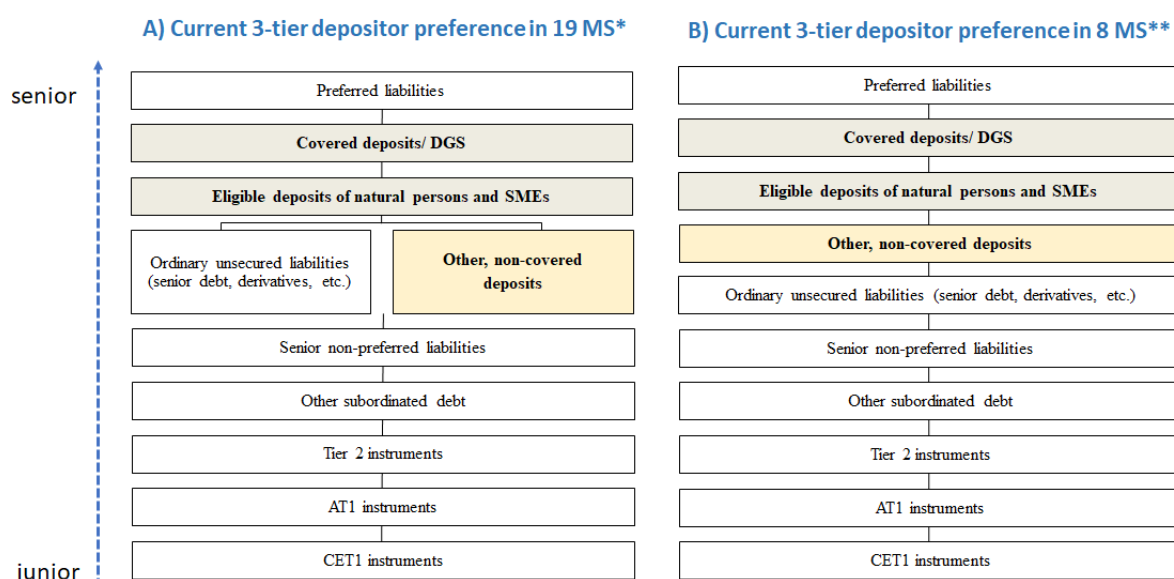 A) Current 3-tier depositor preference in 19 MS*
senior
Preferred liabilities
Covered deposits/ DGS
Eligible deposits of natural persons and SMEs
Ordinary unsecured liabilities
(senior debt, derivatives, etc.)
Other, non-covered
deposits
Senior non-preferred liabilities
Other subordinated debt
Tier 2 instruments
AT1 instruments
CET1 instruments
junior
B) Current 3-tier depositor preference in 8 MS**
Preferred liabilities
Covered deposits/ DGS
Eligible deposits of natural persons and SMEs
Other, non-covered deposits
Ordinary unsecured liabilities (senior debt, derivatives, etc.)
Senior non-preferred liabilities
Other subordinated debt
Tier 2 instruments
AT1 instruments
CET1 instruments